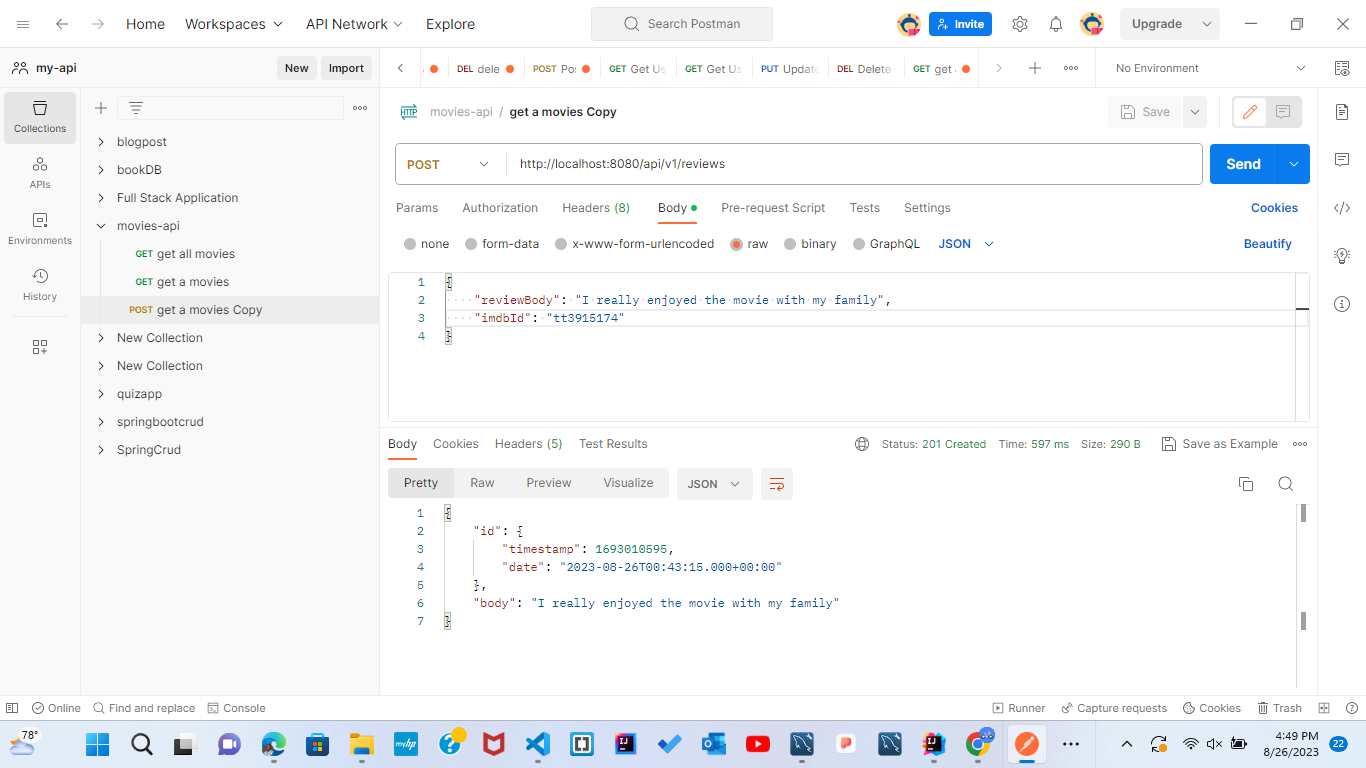 Home Workspaces API Network Explore Search Postman Invite Upgrade
my-api New Import DEL dele POST Pos GET Get Us GET Get Us PUT Update DEL Delete GET get No Environment
Collections
APIs
Environments
History
blogpost
bookDB
Full Stack Application
movies-api
GET get all movies
GET get a movies
POST get a movies Copy
New Collection
New Collection
quizapp
springbootcrud
SpringCrud
HTTP movies-api / get a movies Copy Save
POST http://localhost:8080/api/v1/reviews Send
Params Authorization Headers (8) Body Pre-request Script Tests Settings Cookies
none form-data x-www-form-urlencoded raw binary GraphQL JSON Beautify
1 {
2 "reviewBody": "I really enjoyed the movie with my family",
3 "imdbId": "tt3915174"
4 }
Body Cookies Headers (5) Test Results Status: 201 Created Time: 597 ms Size: 290 B Save as Example
Pretty Raw Preview Visualize JSON
1 {
2 "id": {
3 "timestamp": 1693010595,
4 "date": "2023-08-26T00:43:15.000+00:00"
5 },
6 "body": "I really enjoyed the movie with my family"
7 }
Online Find and replace Console Runner Capture requests Cookies Trash
78° myhp 4:49 PM
8/26/2023 22